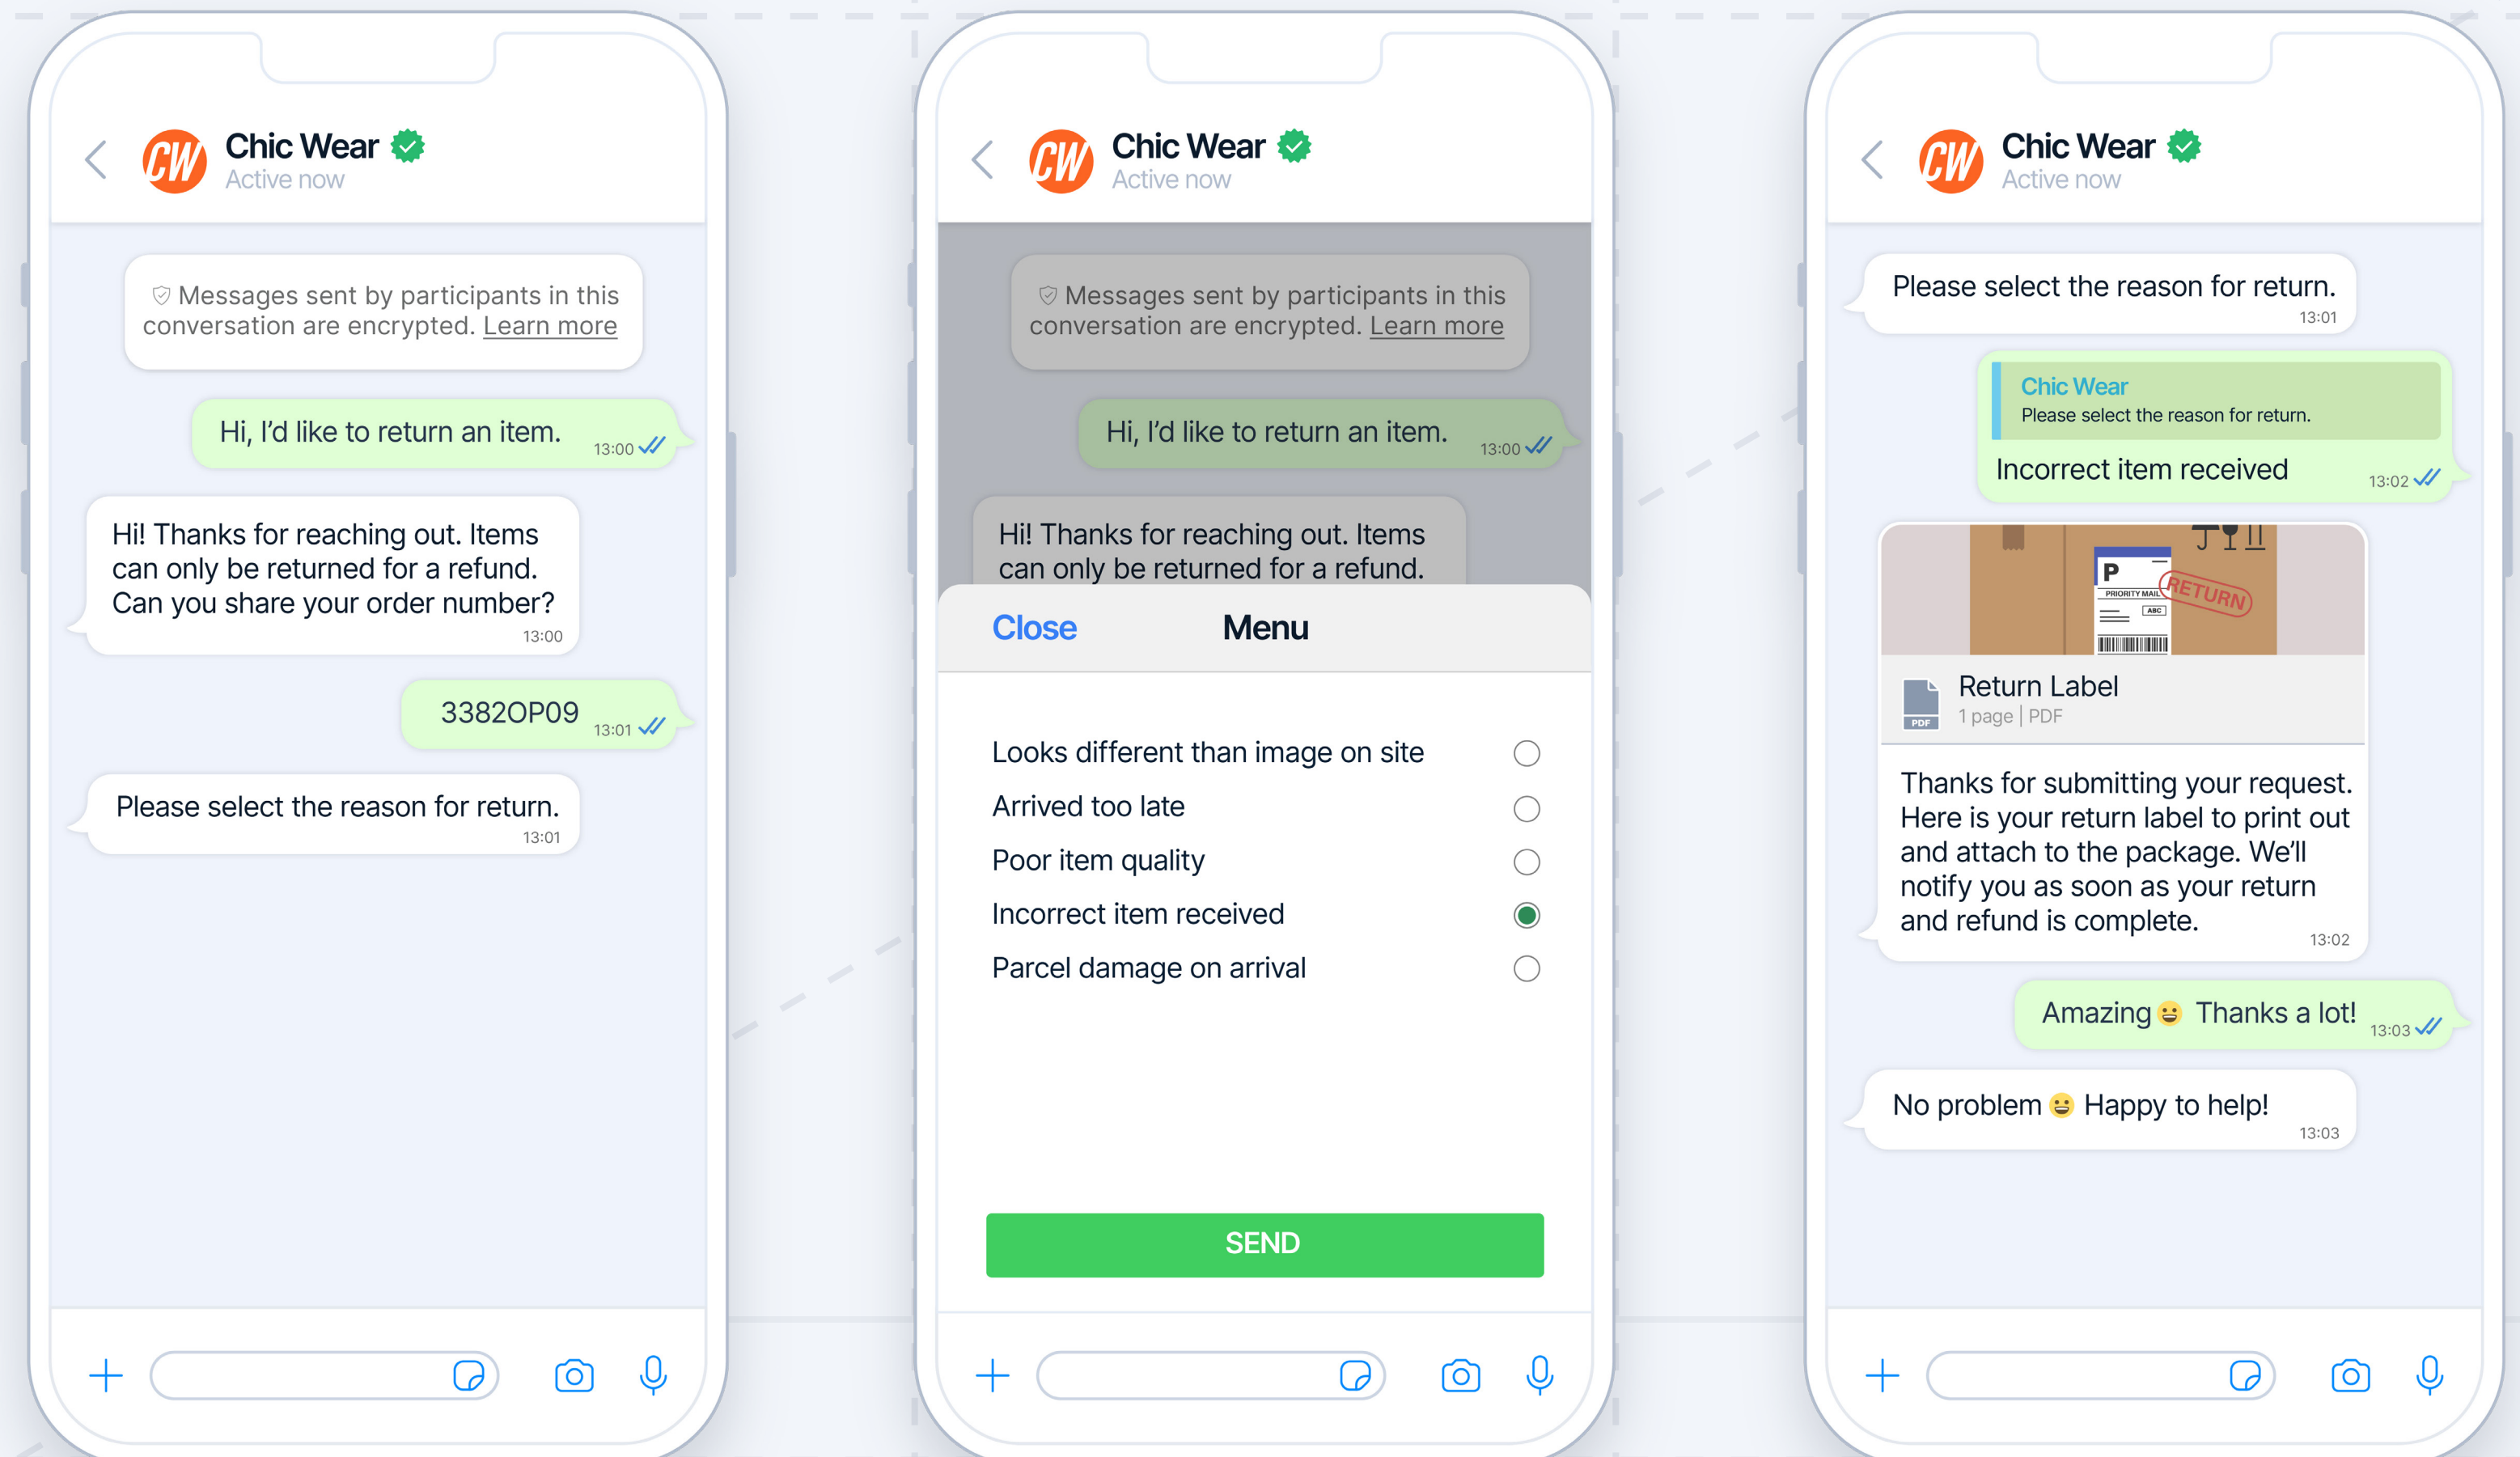 CW
Chic Wear
Active now
Messages sent by participants in this
conversation are encrypted. Learn more
Hi, I’d like to return an item.
13:00
Hi! Thanks for reaching out. Items
can only be returned for a refund.
Can you share your order number?
13:00
3382OP09
13:01
Please select the reason for return.
13:01
CW
Chic Wear
Active now
Messages sent by participants in this
conversation are encrypted. Learn more
Hi, I’d like to return an item.
13:00
Hi! Thanks for reaching out. Items
can only be returned for a refund.
Close
Menu
Looks different than image on site
Arrived too late
Poor item quality
Incorrect item received
Parcel damage on arrival
SEND
CW
Chic Wear
Active now
Please select the reason for return.
13:01
Chic Wear
Please select the reason for return.
Incorrect item received
13:02
P
PRIORITY MAIL
ABC
RETURN
PDF
Return Label
1 page | PDF
Thanks for submitting your request.
Here is your return label to print out
and attach to the package. We’ll
notify you as soon as your return
and refund is complete.
13:02
Amazing😀 Thanks a lot!
13:03
No problem😀 Happy to help!
13:03